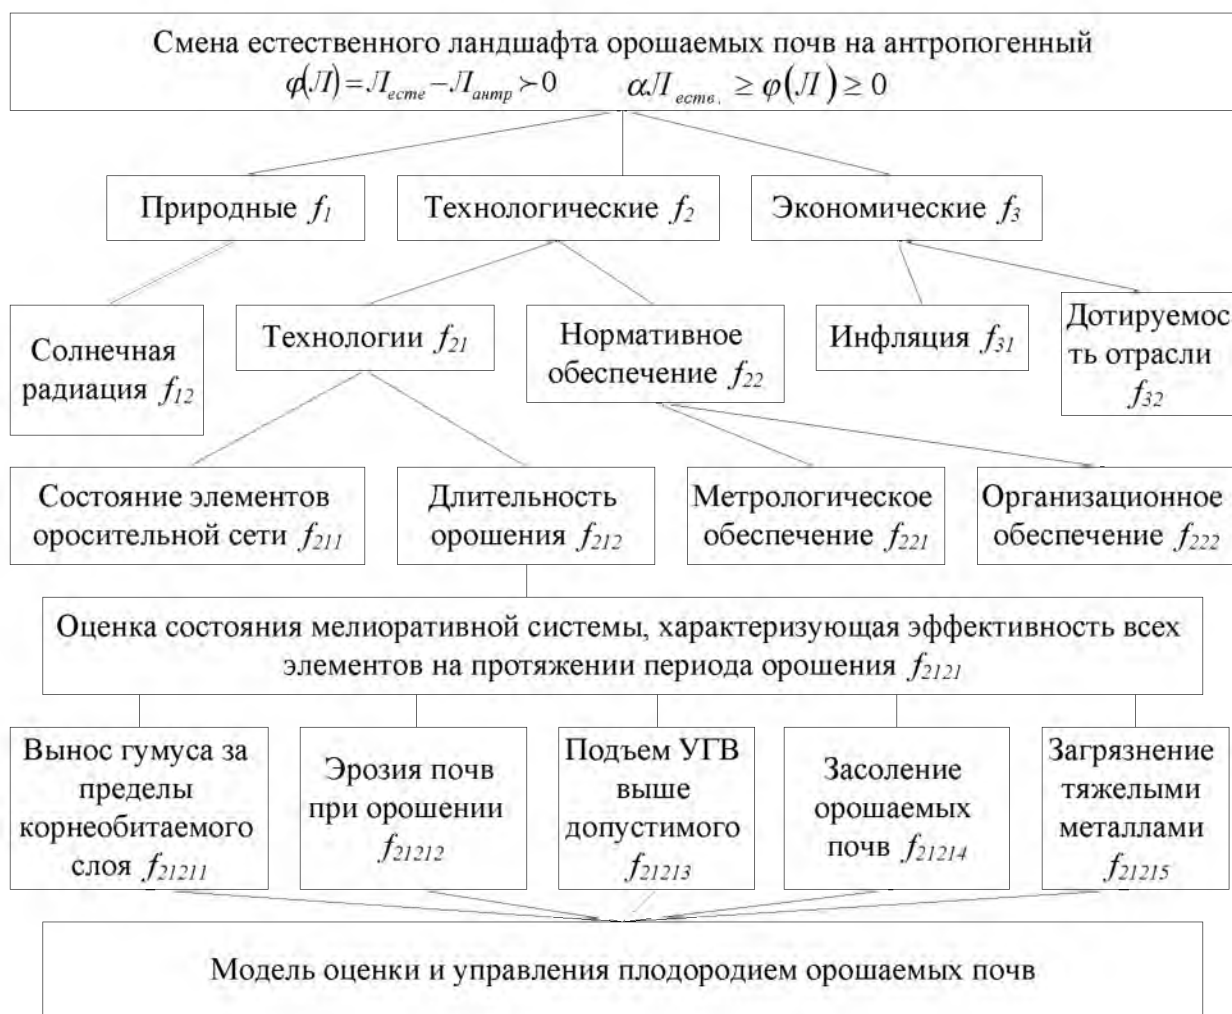 Смена естественного ландшафта орошаемых почв на антропогенный
φ(Л) = Л есте − Л антр ≻ 0 αЛ еств. ≥ φ(Л) ≥ 0
Природные f1
Технологические f2
Экономические f3
Солнечная
радиация f12
Технологии f21
Нормативное
обеспечение f22
Инфляция f31
Дотируемос
ть отрасли
f32
Состояние элементов
оросительной сети f211
Длительность
орошения f212
Метрологическое
обеспечение f221
Организационное
обеспечение f222
Оценка состояния мелиоративной системы, характеризующая эффективность всех
элементов на протяжении периода орошения f2121
Вынос гумуса за
пределы
корнеобитаемого
слоя f21211
Эрозия почв
при орошении
f21212
Подъем УГВ
выше
допустимого
f21213
Засоление
орошаемых
почв f21214
Загрязнение
тяжелыми
металлами
f21215
Модель оценки и управления плодородием орошаемых почв